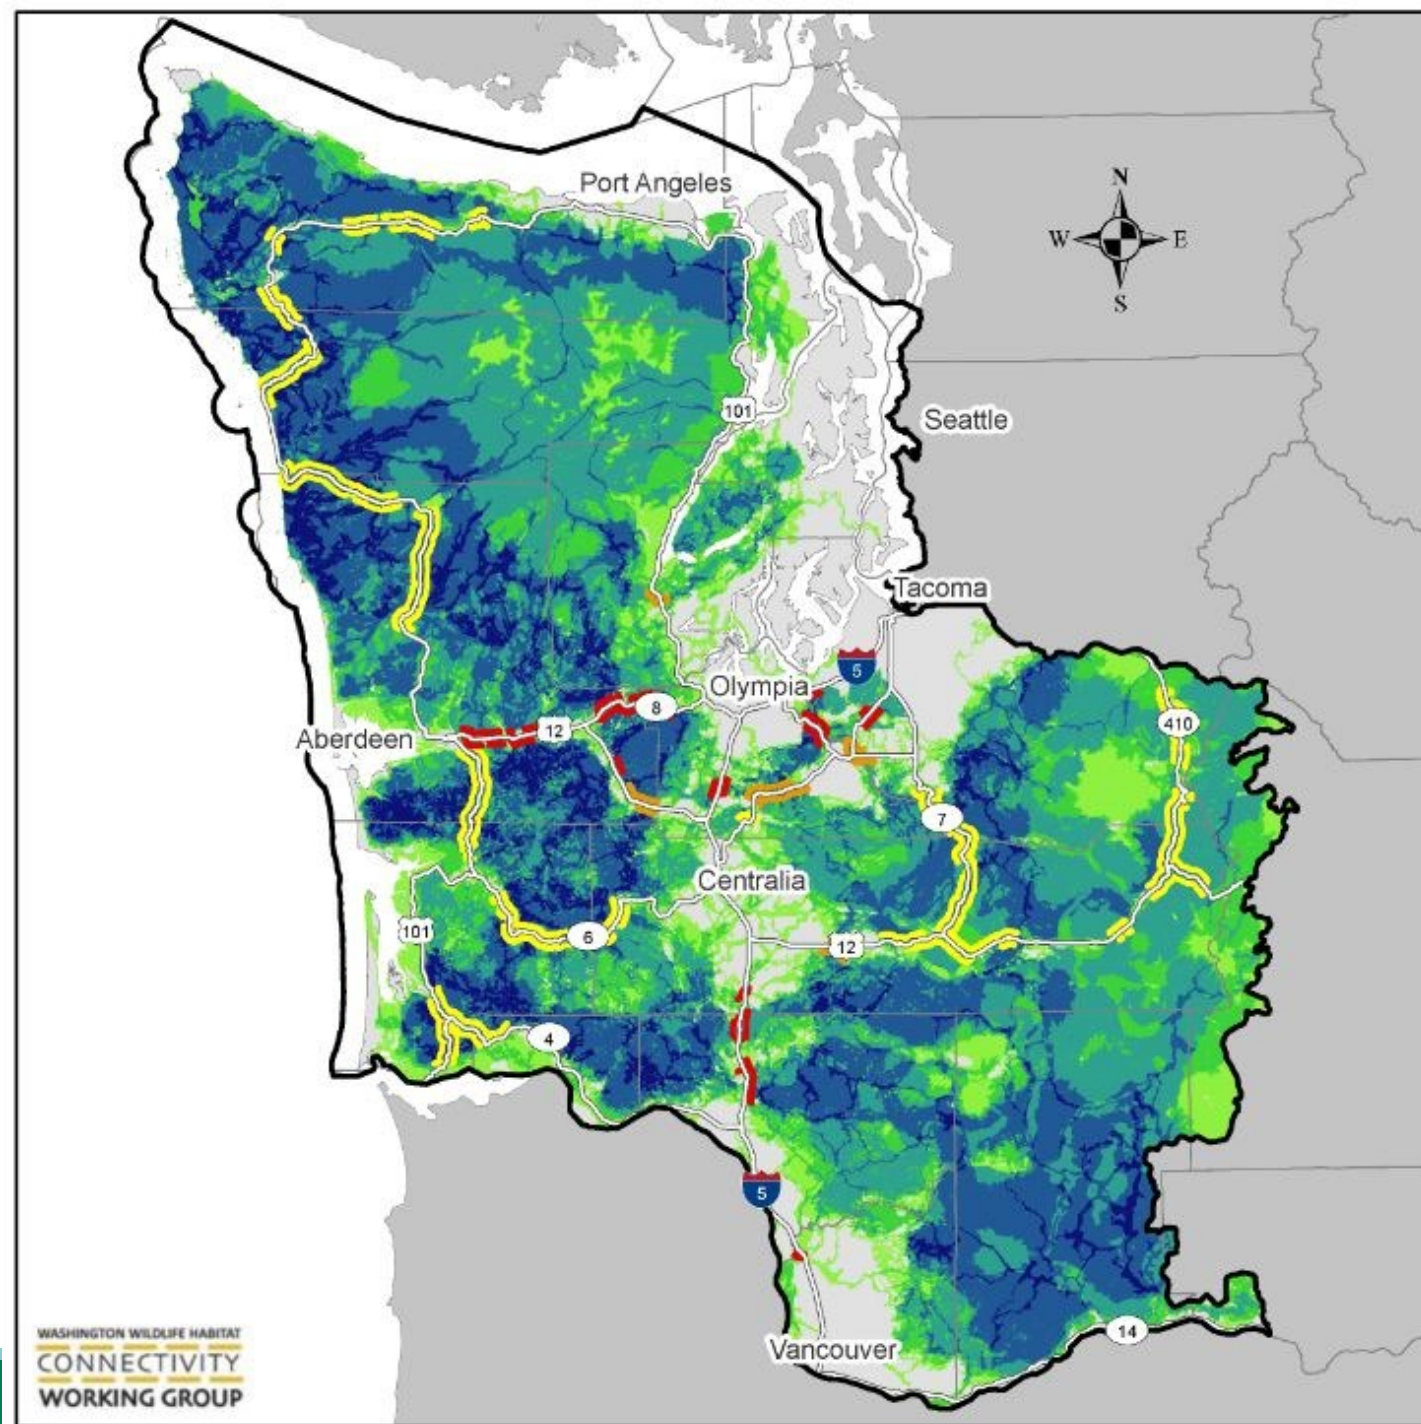 Port Angeles
N
W E
S
101
Seattle
Tacoma
5
Olympia
8
12
410
Aberdeen
7
Centralia
101
6
12
4
5
14
Vancouver
WASHINGTON WILDLIFE HABITAT
CONNECTIVITY
WORKING GROUP